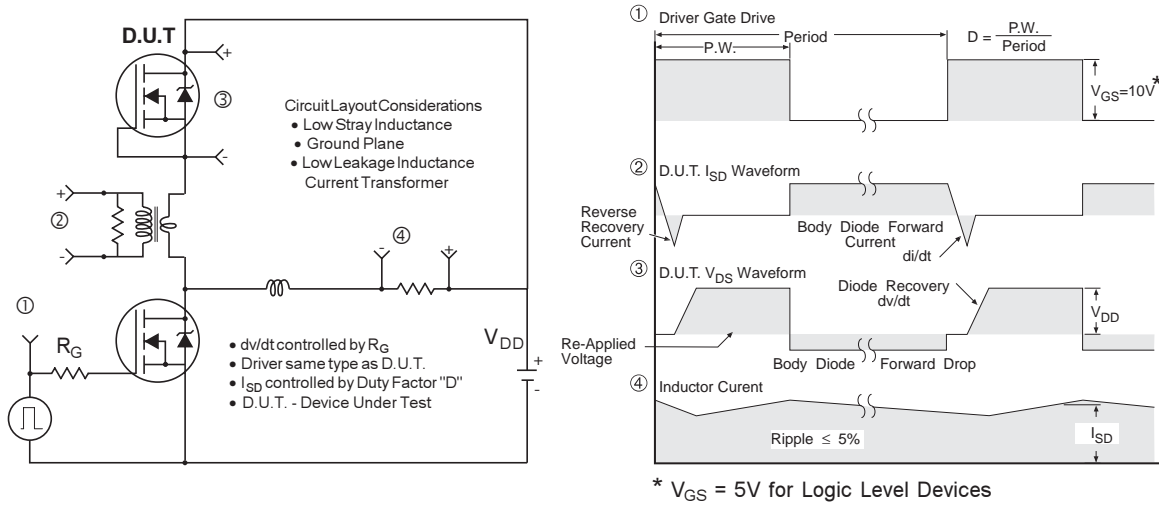 D.U.T
+
③
-
Circuit Layout Considerations
• Low Stray Inductance
• Ground Plane
• Low Leakage Inductance
Current Transformer
+
②
-
④
-
+
①
R_G
V_DD
+
-
• dv/dt controlled by R_G
• Driver same type as D.U.T.
• I_SD controlled by Duty Factor "D"
• D.U.T. - Device Under Test
① Driver Gate Drive
Period
P.W.
D = P.W. / Period
V_GS=10V *
② D.U.T. I_SD Waveform
Reverse
Recovery
Current
Body Diode Forward
Current
di/dt
③ D.U.T. V_DS Waveform
Diode Recovery
dv/dt
V_DD
Re-Applied
Voltage
Body Diode Forward Drop
④ Inductor Curent
Ripple ≤ 5%
I_SD
* V_GS = 5V for Logic Level Devices